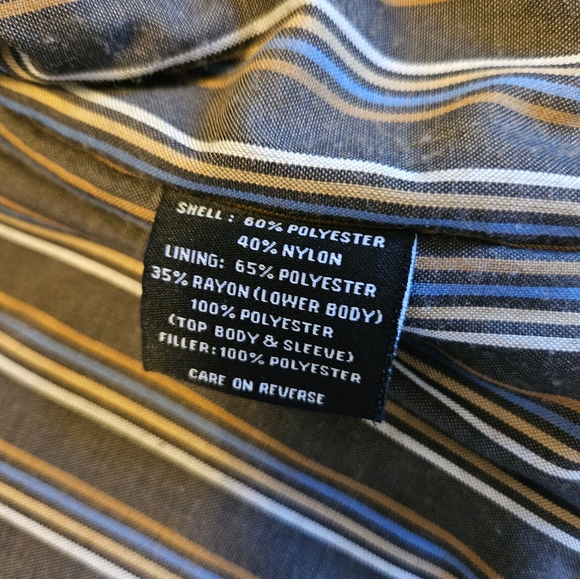 SHELL: 60% POLYESTER
40% NYLON
LINING: 65% POLYESTER
35% RAYON (LOWER BODY)
100% POLYESTER
(TOP BODY & SLEEVE)
FILLER: 100% POLYESTER
CARE ON REVERSE